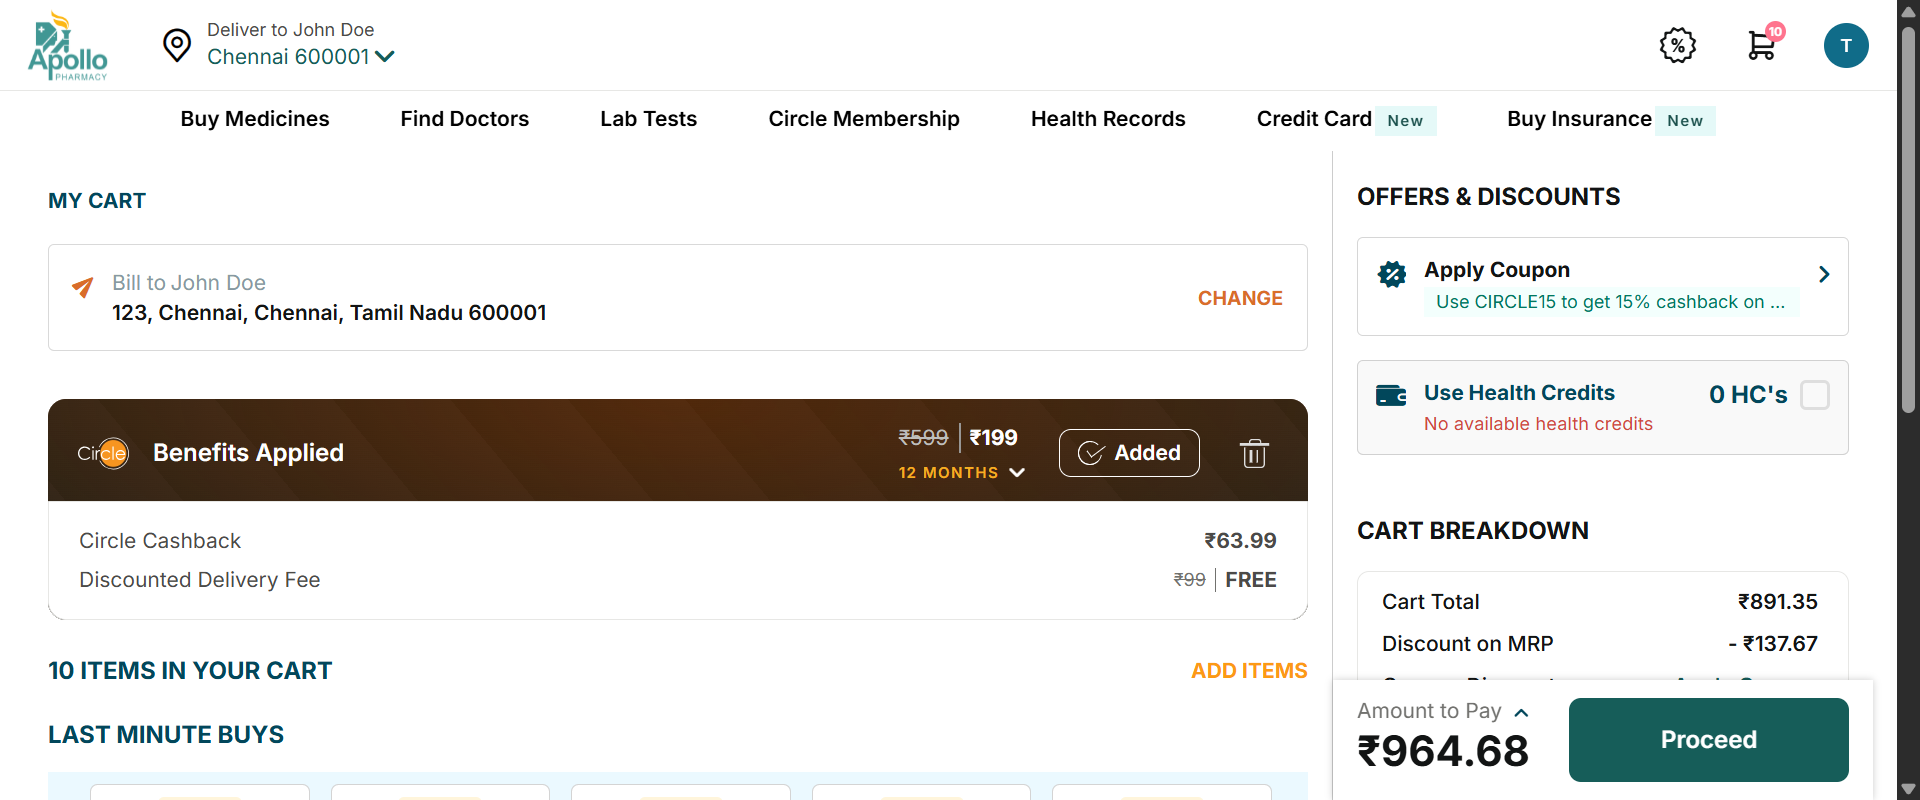 Apollo
PHARMACY
Deliver to John Doe
Chennai 600001
%
10
T
Buy Medicines
Find Doctors
Lab Tests
Circle Membership
Health Records
Credit Card New
Buy Insurance New
MY CART
Bill to John Doe
123, Chennai, Chennai, Tamil Nadu 600001
CHANGE
Circle
Benefits Applied
₹599 ₹199
12 MONTHS
Added
Circle Cashback ₹63.99
Discounted Delivery Fee ₹99 FREE
10 ITEMS IN YOUR CART
ADD ITEMS
LAST MINUTE BUYS
OFFERS & DISCOUNTS
Apply Coupon
Use CIRCLE15 to get 15% cashback on ...
Use Health Credits 0 HC's
No available health credits
CART BREAKDOWN
Cart Total ₹891.35
Discount on MRP - ₹137.67
Amount to Pay
₹964.68
Proceed